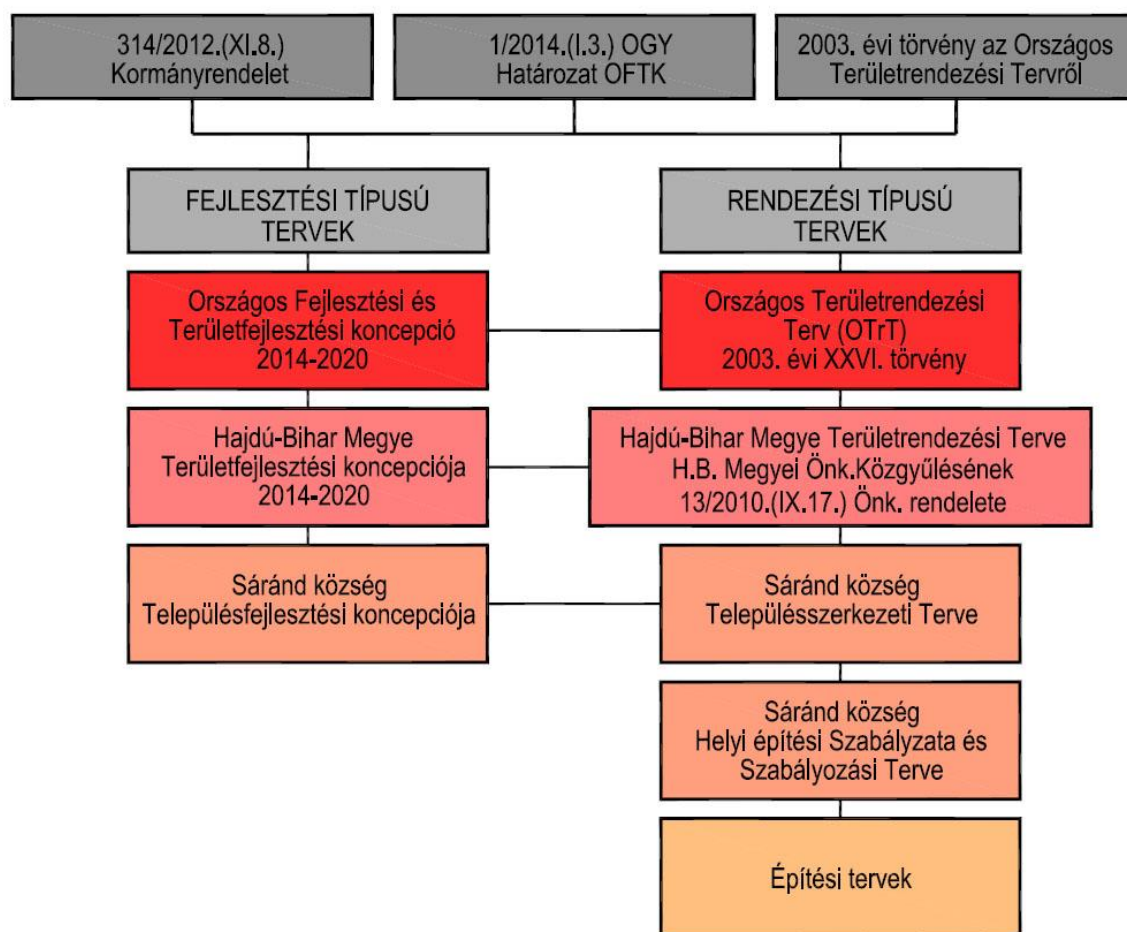 314/2012.(XI.8.)
Kormányrendelet
1/2014.(I.3.) OGY
Határozat OFTK
2003. évi törvény az Országos
Területrendezési Tervről
FEJLESZTÉSI TÍPUSÚ
TERVEK
RENDEZÉSI TÍPUSÚ
TERVEK
Országos Fejlesztési és
Területfejlesztési koncepció
2014-2020
Országos Területrendezési
Terv (OTrT)
2003. évi XXVI. törvény
Hajdú-Bihar Megye
Területfejlesztési koncepciója
2014-2020
Hajdú-Bihar Megye Területrendezési Terve
H.B. Megyei Önk.Közgyűlésének
13/2010.(IX.17.) Önk. rendelete
Sáránd község
Településfejlesztési koncepciója
Sáránd község
Településszerkezeti Terve
Sáránd község
Helyi építési Szabályzata és
Szabályozási Terve
Építési tervek